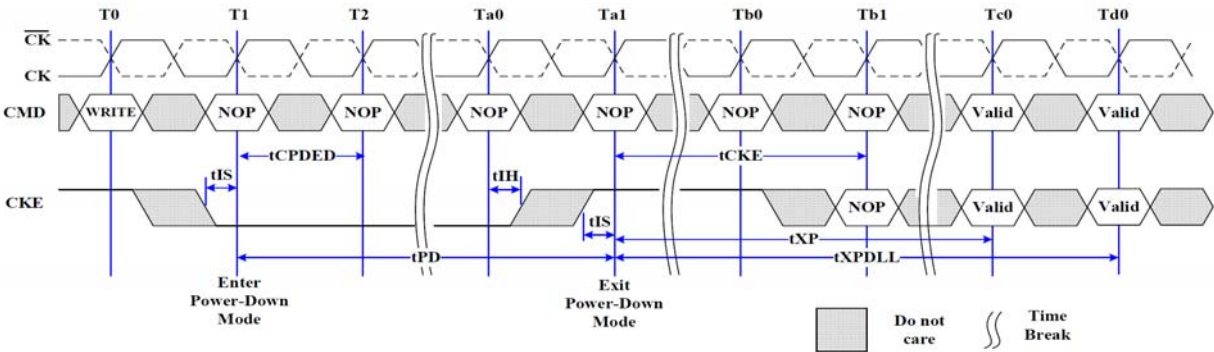 T0 T1 T2 Ta0 Ta1 Tb0 Tb1 Tc0 Td0
CK
CK
CMD WRITE NOP NOP NOP NOP NOP NOP Valid Valid
tCPDED tCKE
tIS tIH
CKE NOP Valid Valid
tIS
tXP
tPD tXPDLL
Enter
Power-Down
Mode
Exit
Power-Down
Mode
Do not
care
Time
Break